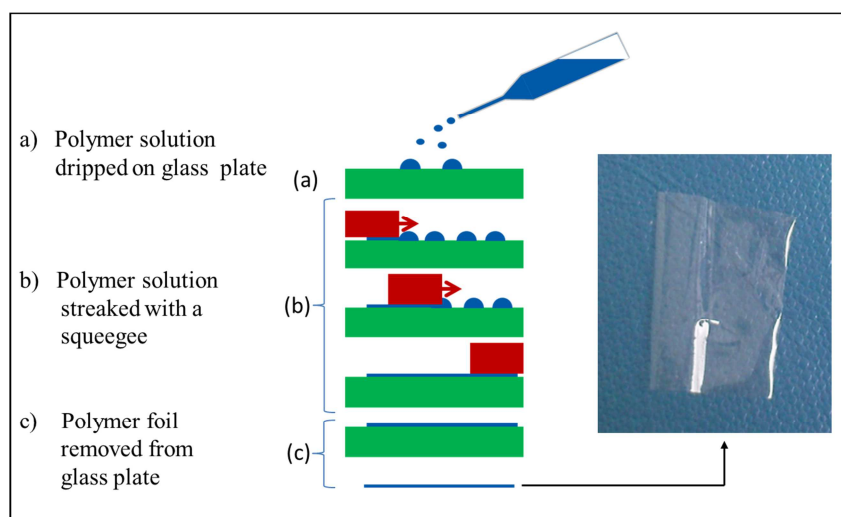 a) Polymer solution
dripped on glass plate
(a)
b) Polymer solution
streaked with a
squeegee
(b)
c) Polymer foil
removed from
glass plate
(c)